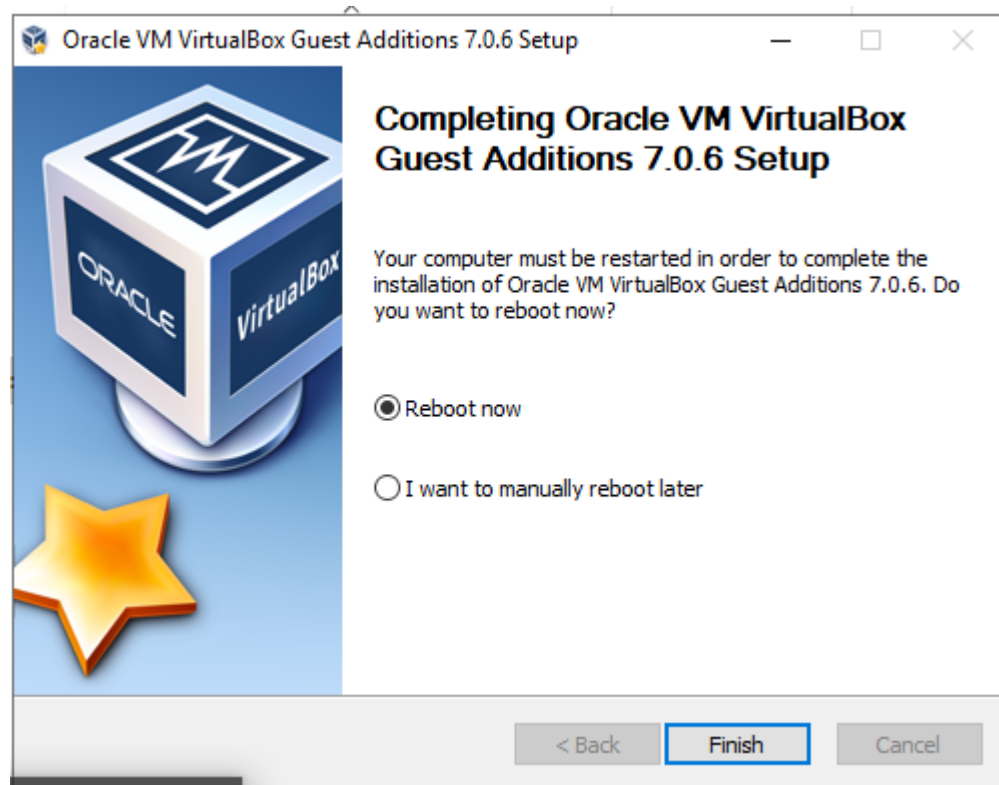 Oracle VM VirtualBox Guest Additions 7.0.6 Setup
Completing Oracle VM VirtualBox
Guest Additions 7.0.6 Setup
Your computer must be restarted in order to complete the
installation of Oracle VM VirtualBox Guest Additions 7.0.6. Do
you want to reboot now?
ORACLE
VirtualBox
Reboot now
I want to manually reboot later
< Back
Finish
Cancel